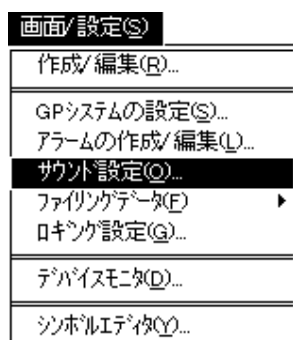 画面/設定(S)
作成/編集(R)...
GPシステムの設定(S)...
アラームの作成/編集(L)...
サウンド設定(O)...
ファイリングデータ(F)
ロギング設定(G)...
デバイスモニタ(D)...
シンボルエディタ(Y)...